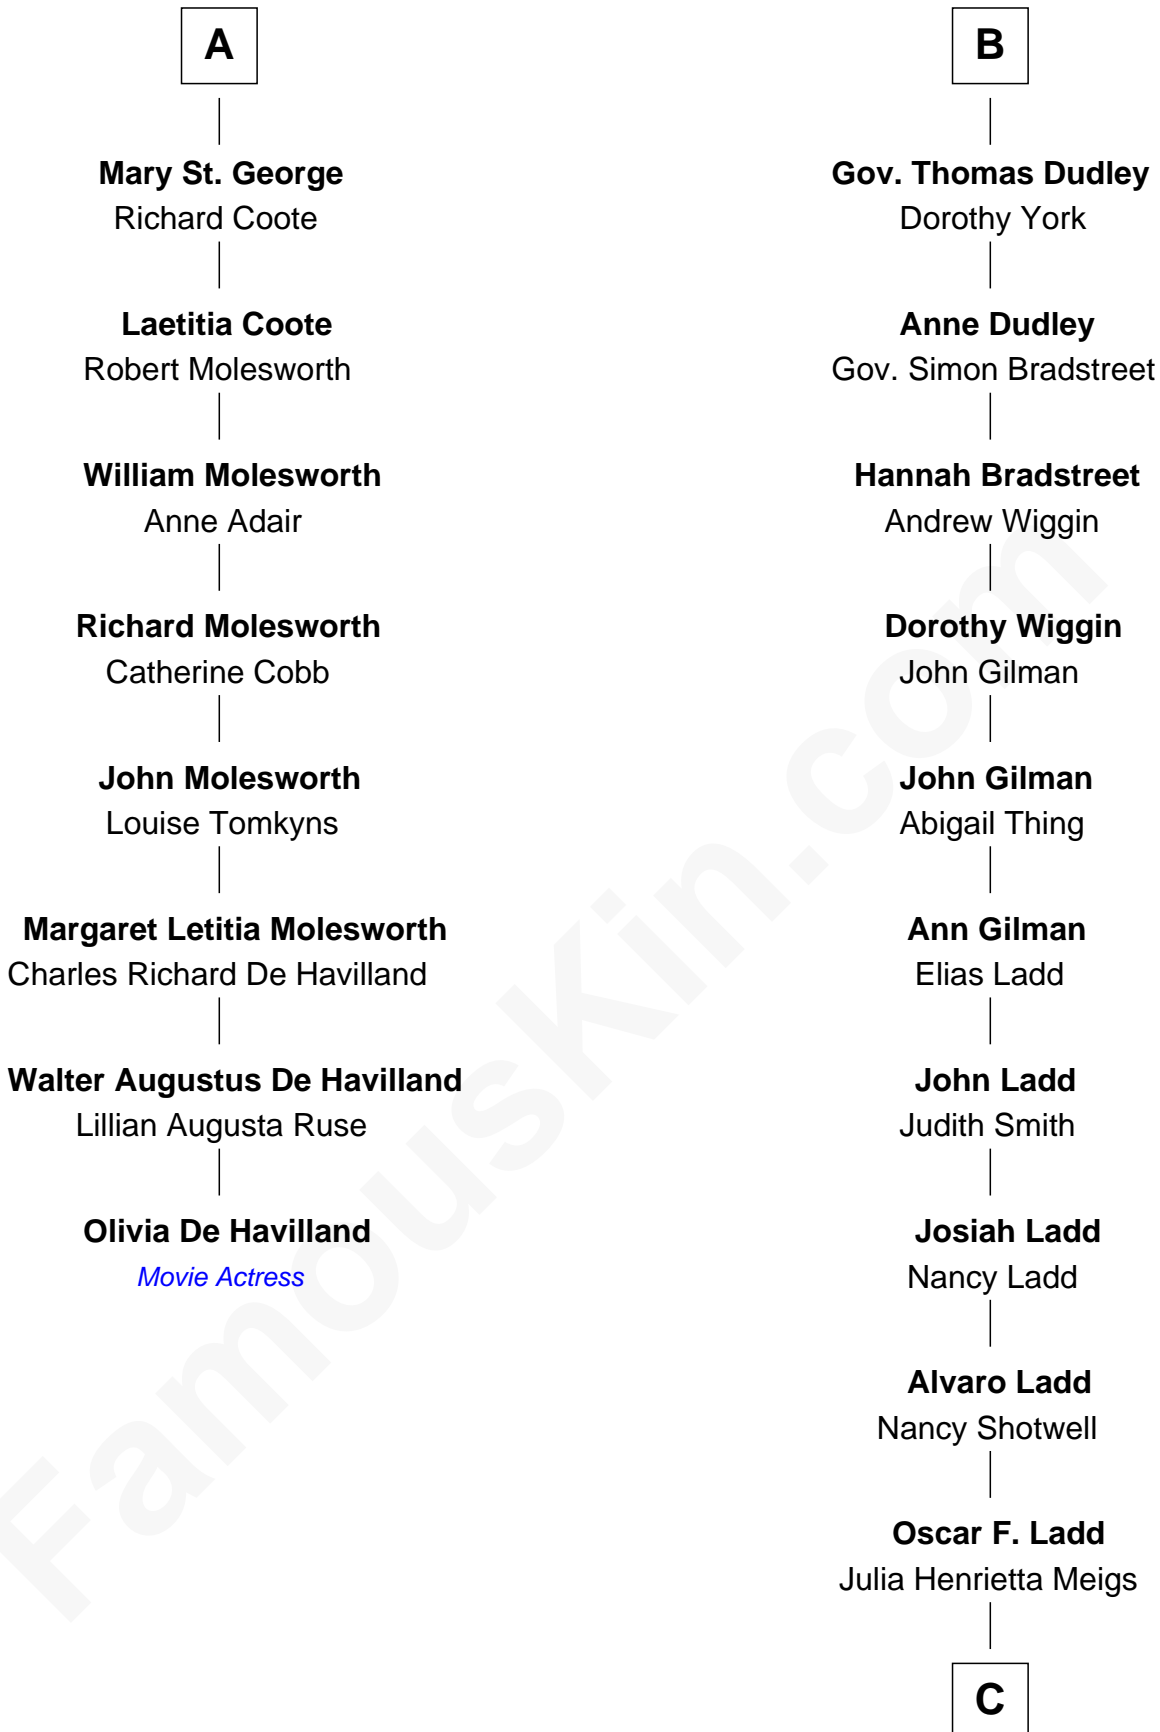 A
Mary St. George
Richard Coote
Laetitia Coote
Robert Molesworth
William Molesworth
Anne Adair
Richard Molesworth
Catherine Cobb
John Molesworth
Louise Tomkyns
Margaret Letitia Molesworth
Charles Richard De Havilland
Walter Augustus De Havilland
Lillian Augusta Ruse
Olivia De Havilland
Movie Actress
B
Gov. Thomas Dudley
Dorothy York
Anne Dudley
Gov. Simon Bradstreet
Hannah Bradstreet
Andrew Wiggin
Dorothy Wiggin
John Gilman
John Gilman
Abigail Thing
Ann Gilman
Elias Ladd
John Ladd
Judith Smith
Josiah Ladd
Nancy Ladd
Alvaro Ladd
Nancy Shotwell
Oscar F. Ladd
Julia Henrietta Meigs
C
FamousKin.com